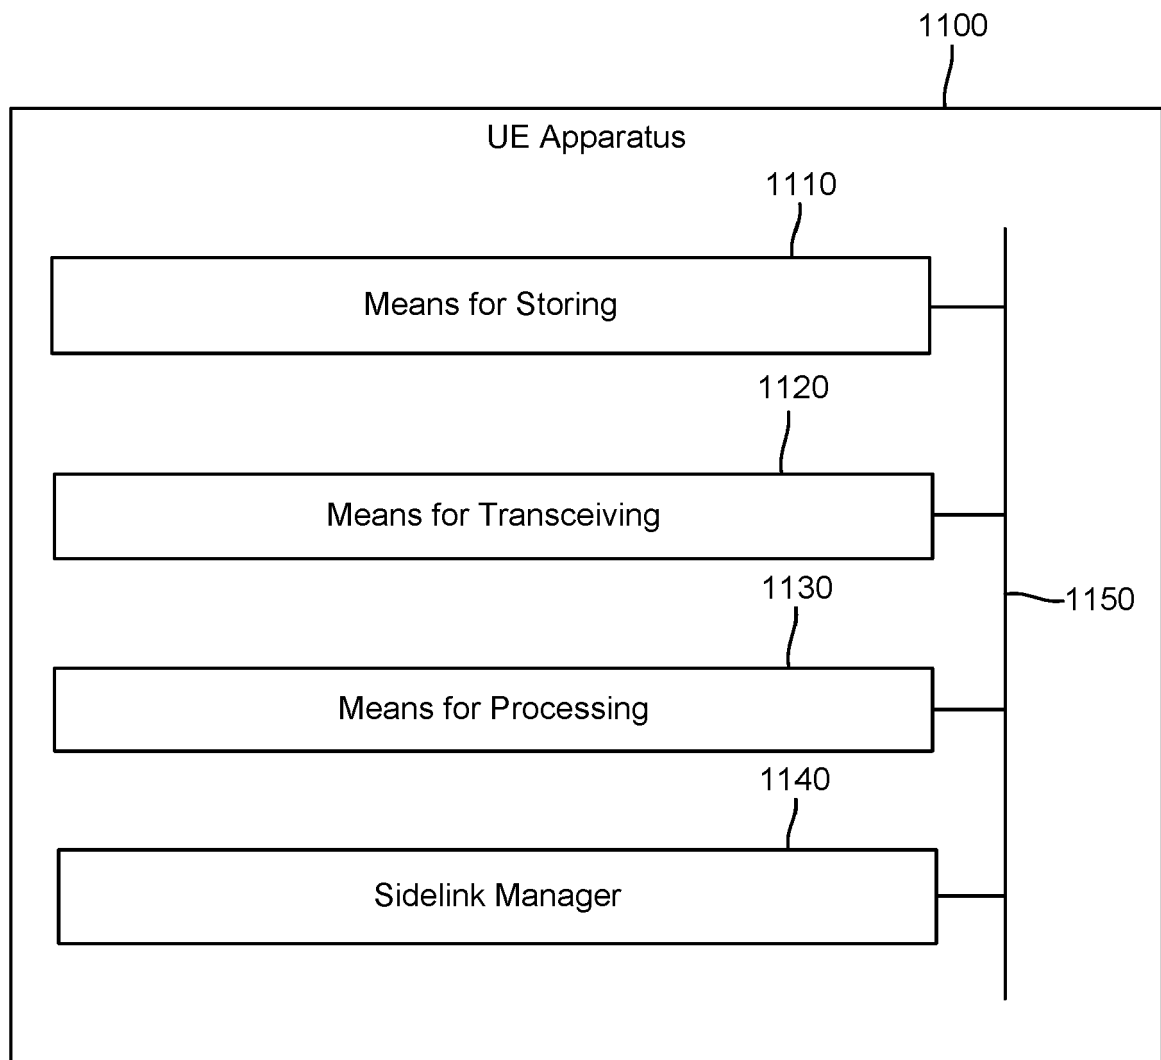 1100
UE Apparatus
1110
Means for Storing
1120
Means for Transceiving
1130
1150
Means for Processing
1140
Sidelink Manager